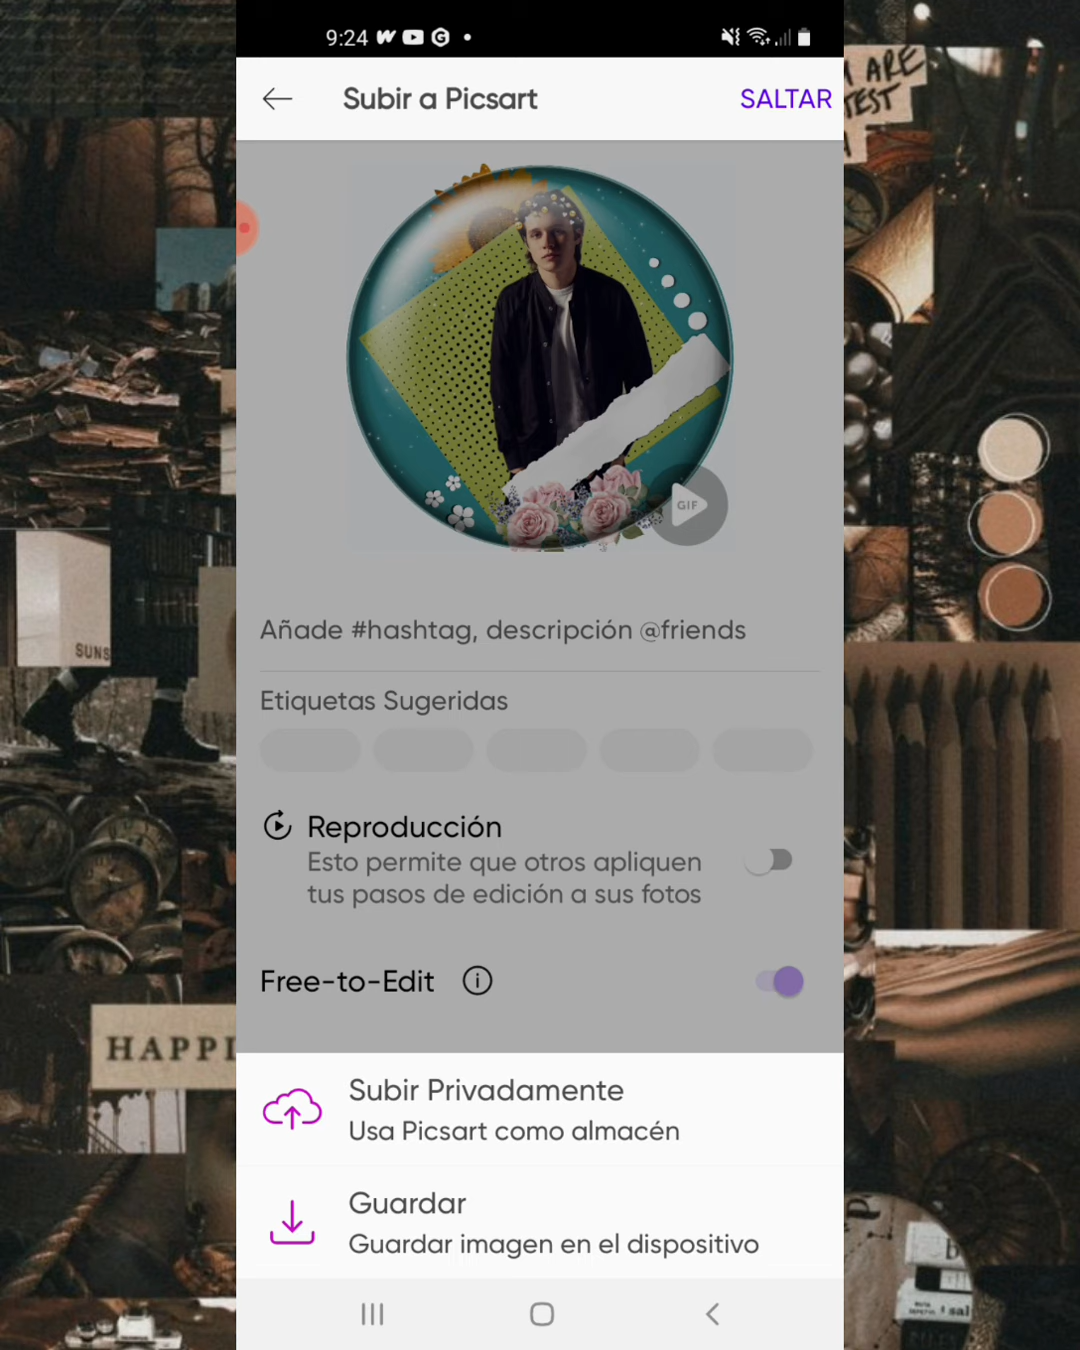 9:24
Subir a Picsart
SALTAR
ARE
TEST
GIF
SUNS
Añade #hashtag, descripción @friends
Etiquetas Sugeridas
Reproducción
Esto permite que otros apliquen
tus pasos de edición a sus fotos
Free-to-Edit
HAPPI
Subir Privadamente
Usa Picsart como almacén
Guardar
Guardar imagen en el dispositivo